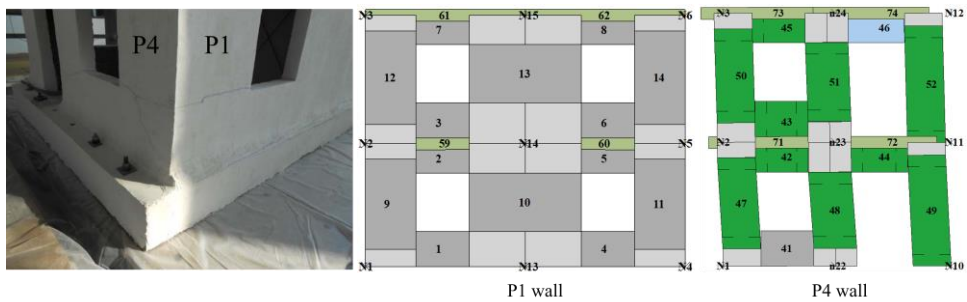 P4 P1
N3 61 N15 62 N6
7 8
12 13 14
3 6
N2 59 N14 60 N5
2 5
9 10 11
1 4
N1 N13 N4
P1 wall
N3 73 n24 74 N12
45 46
50 51 52
43
N2 71 n23 72 N11
42 44
47 48 49
41
N1 n22 N10
P4 wall